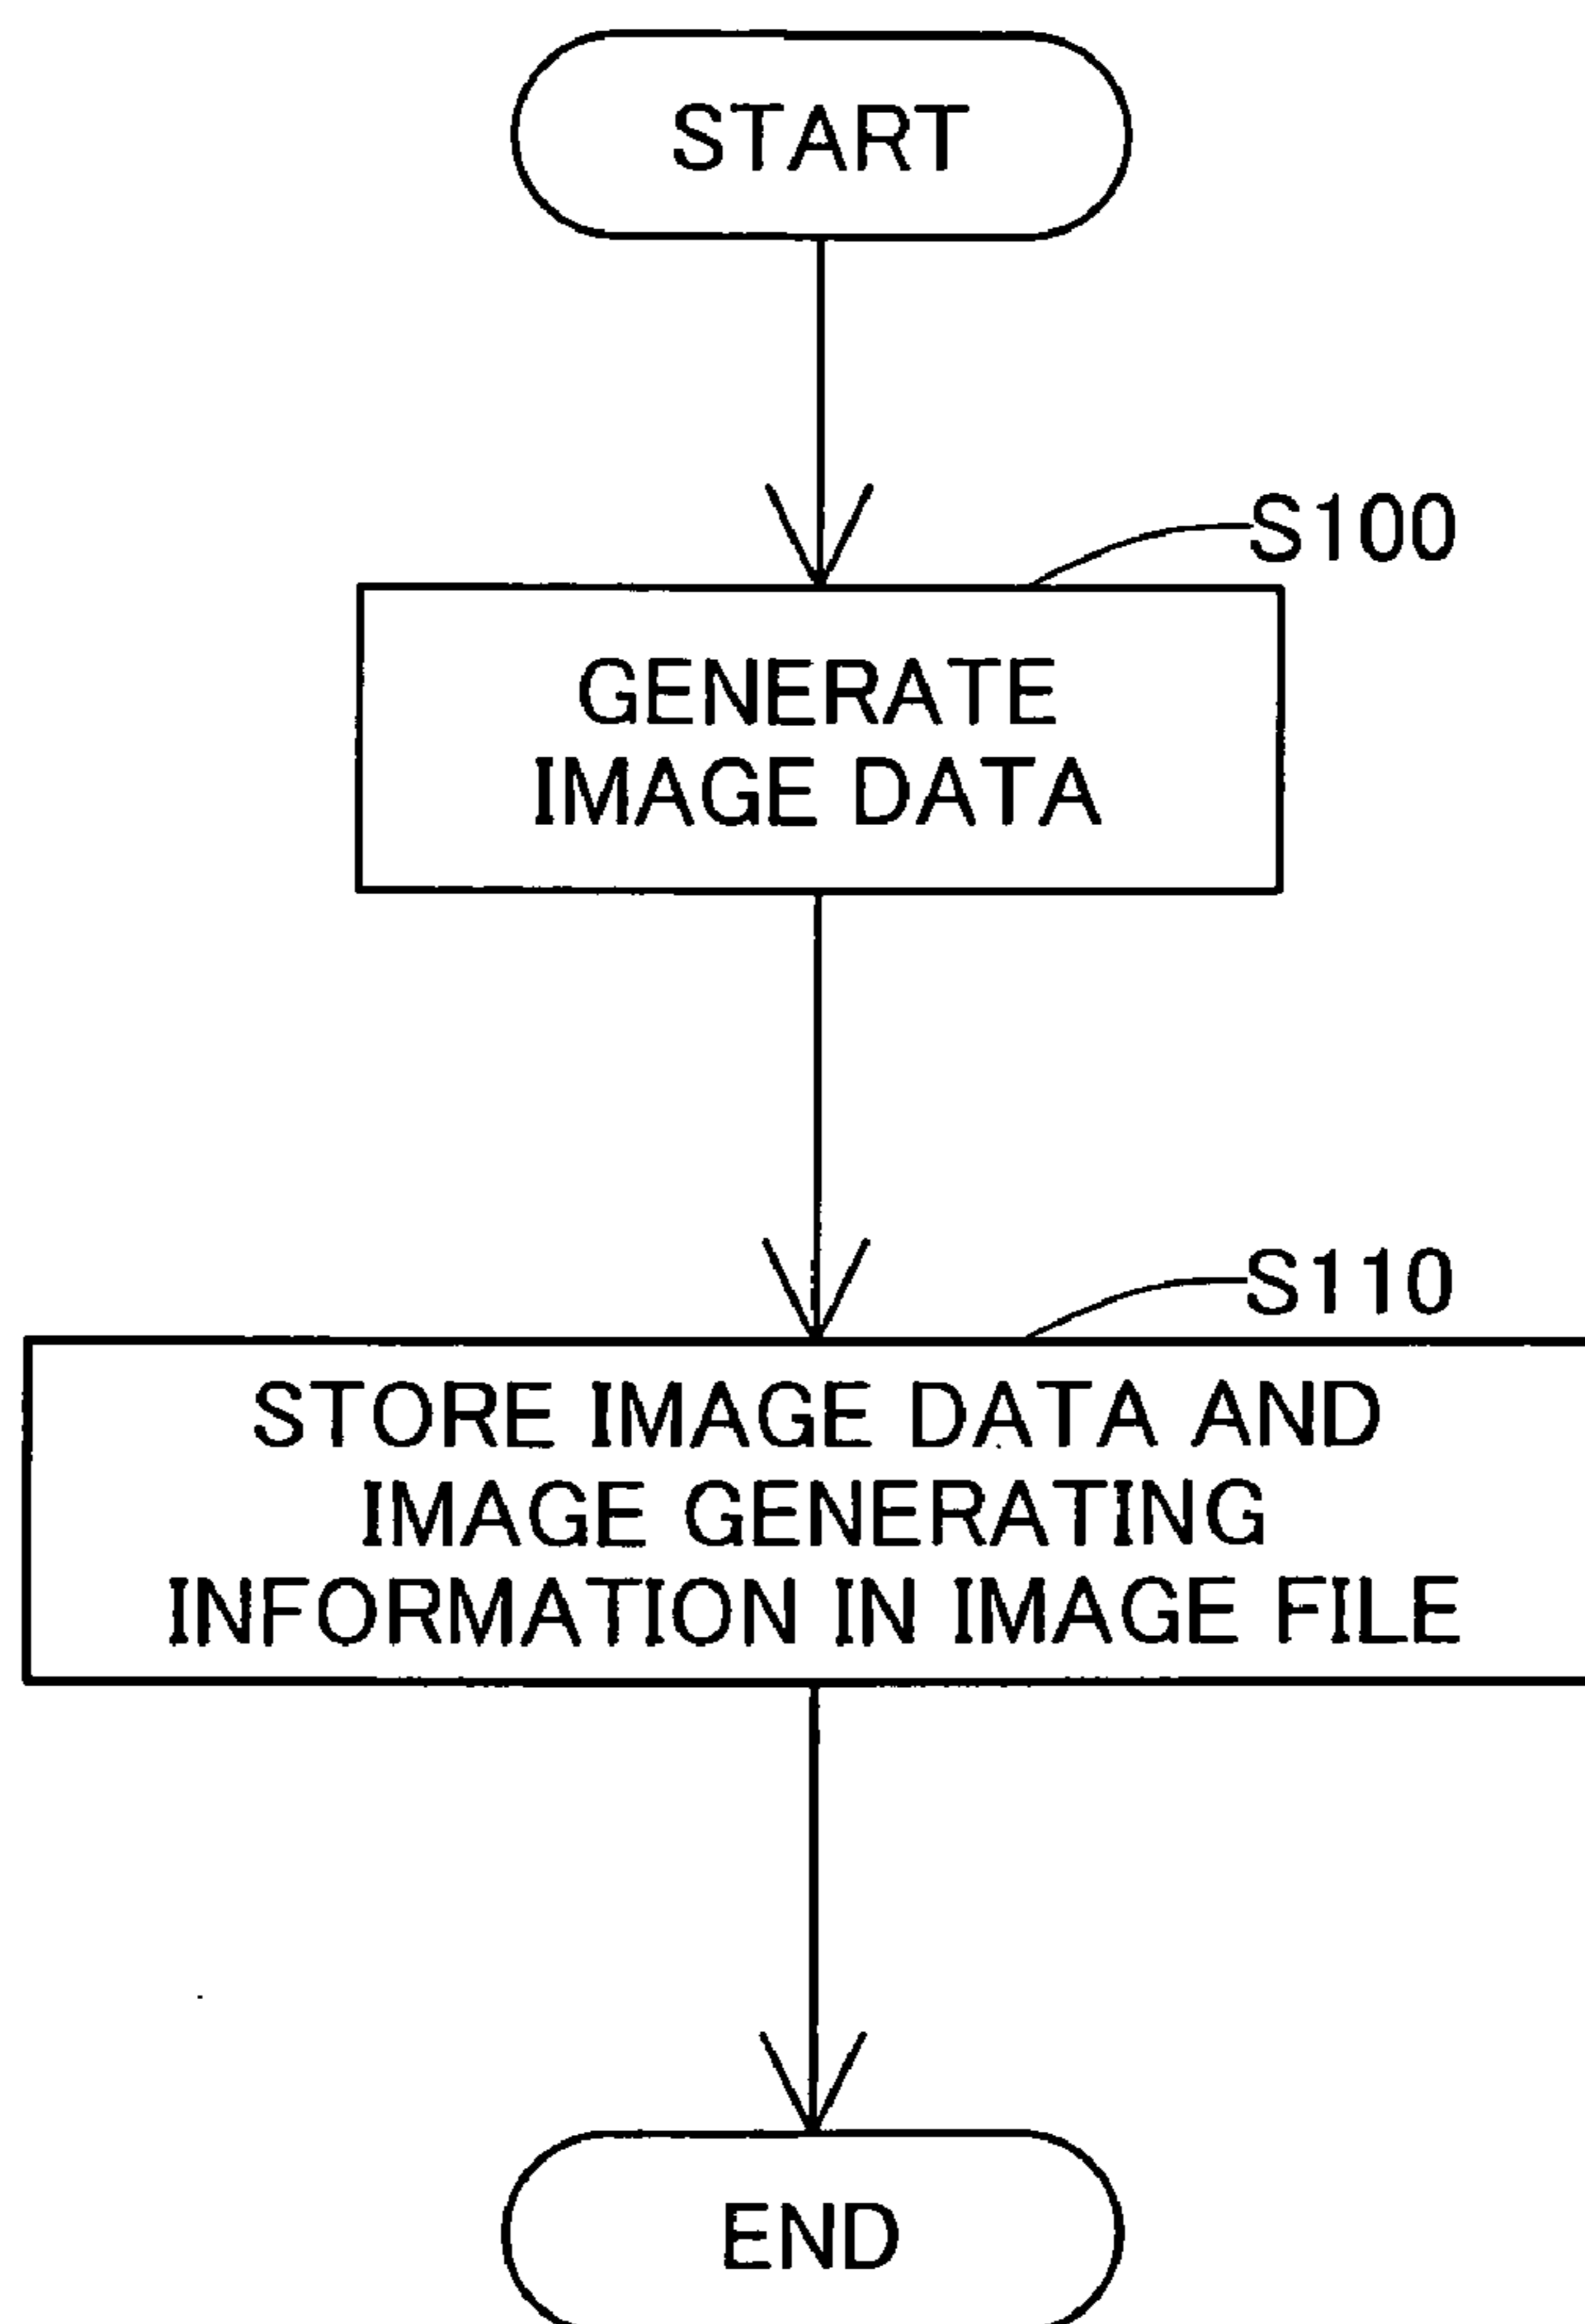 START
S100
GENERATE
IMAGE DATA
S110
STORE IMAGE DATA AND
IMAGE GENERATING
INFORMATION IN IMAGE FILE
END